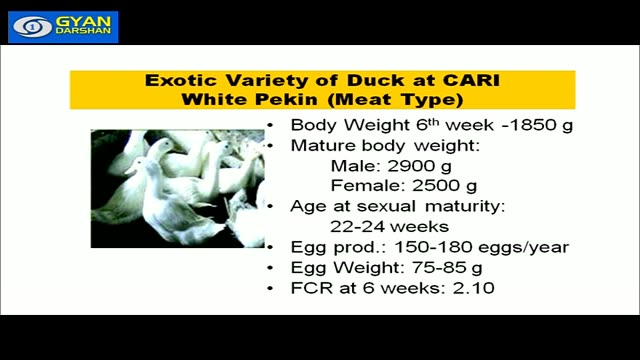 GYAN
DARSHAN
Exotic Variety of Duck at CARI
White Pekin (Meat Type)
• Body Weight 6th week -1850 g
• Mature body weight:
Male: 2900 g
Female: 2500 g
• Age at sexual maturity:
22-24 weeks
• Egg prod.: 150-180 eggs/year
• Egg Weight: 75-85 g
• FCR at 6 weeks: 2.10